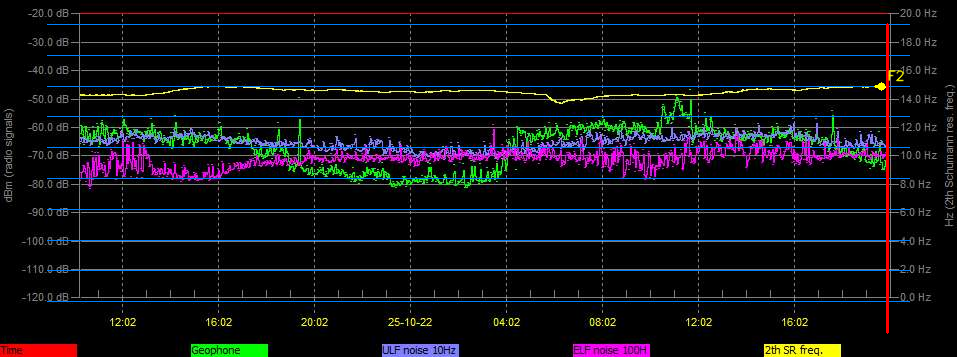 -20.0 dB 20.0 Hz
-30.0 dB 18.0 Hz
-40.0 dB 16.0 Hz
F2
-50.0 dB 14.0 Hz
-60.0 dB 12.0 Hz
-70.0 dB 10.0 Hz
-80.0 dB 8.0 Hz
-90.0 dB 6.0 Hz
-100.0 dB 4.0 Hz
-110.0 dB 2.0 Hz
-120.0 dB 0.0 Hz
dBm (radio signals)
Hz (2th Schumann res. freq.)
12:02 16:02 20:02 25-10-22 04:02 08:02 12:02 16:02
Time Geophone ULF noise 10Hz ELF noise 100H 2th SR freq.